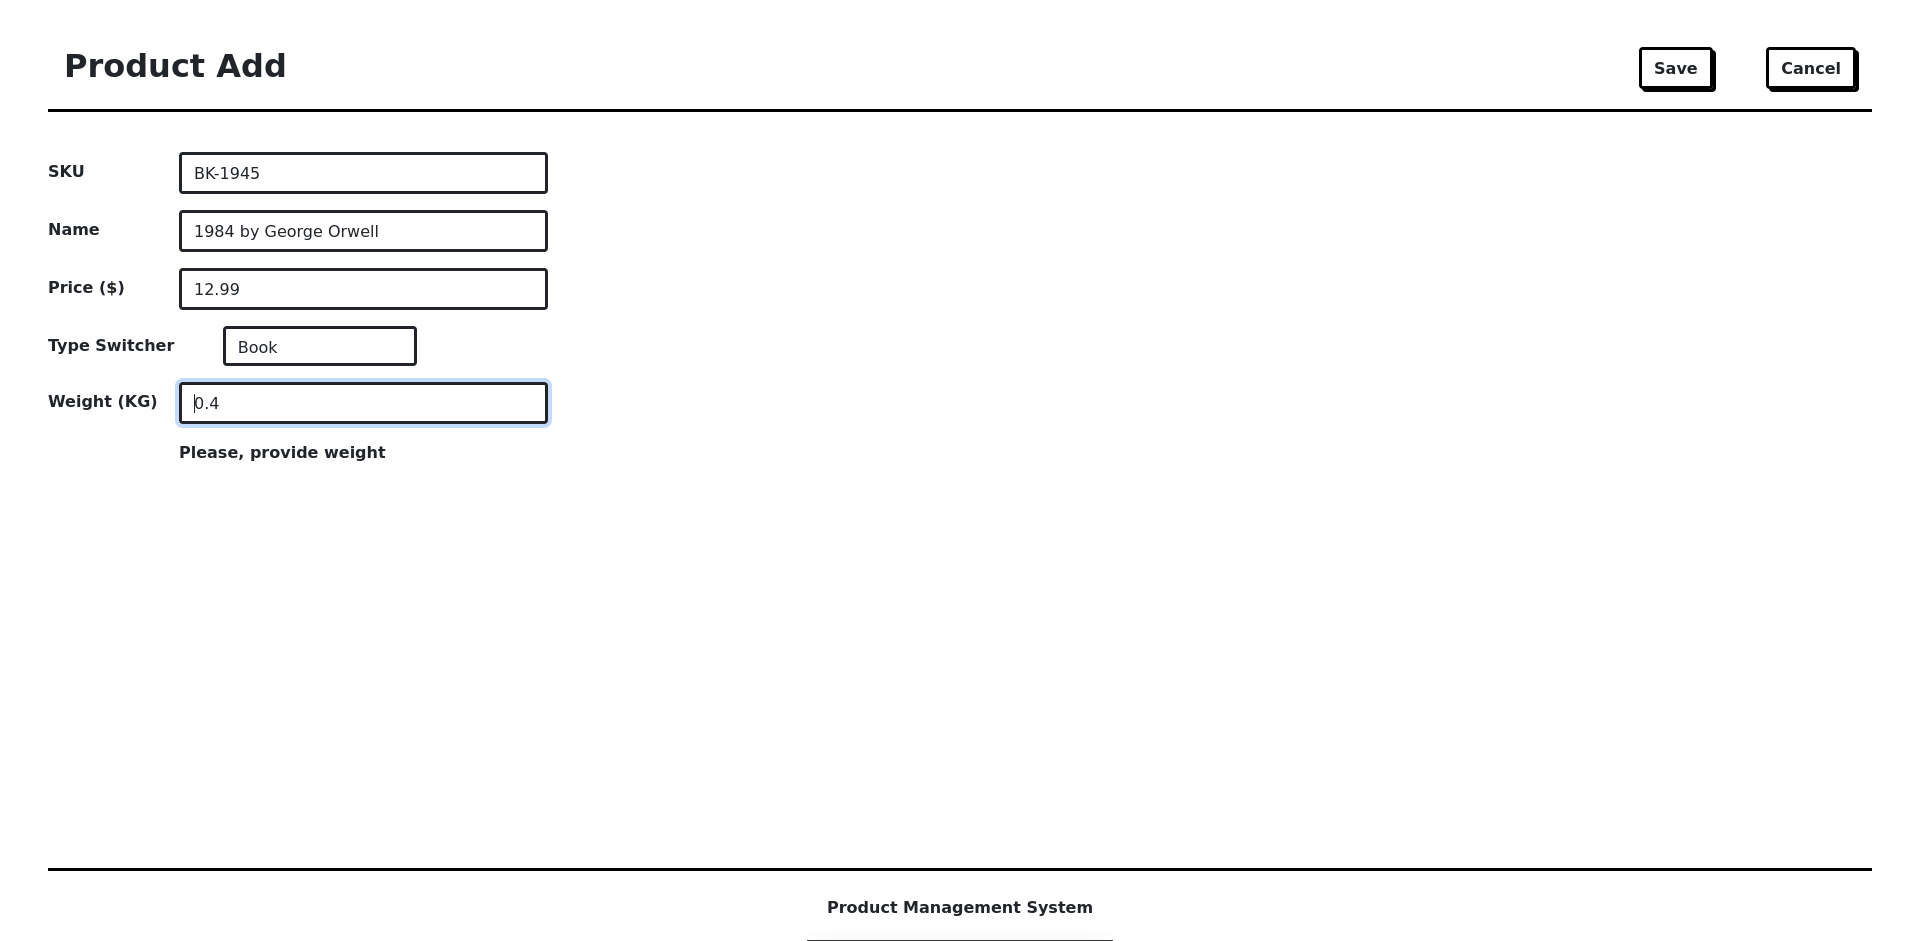 Product Add
Save
Cancel
SKU
BK-1945
Name
1984 by George Orwell
Price ($)
12.99
Type Switcher
Book
Weight (KG)
0.4
Please, provide weight
Product Management System